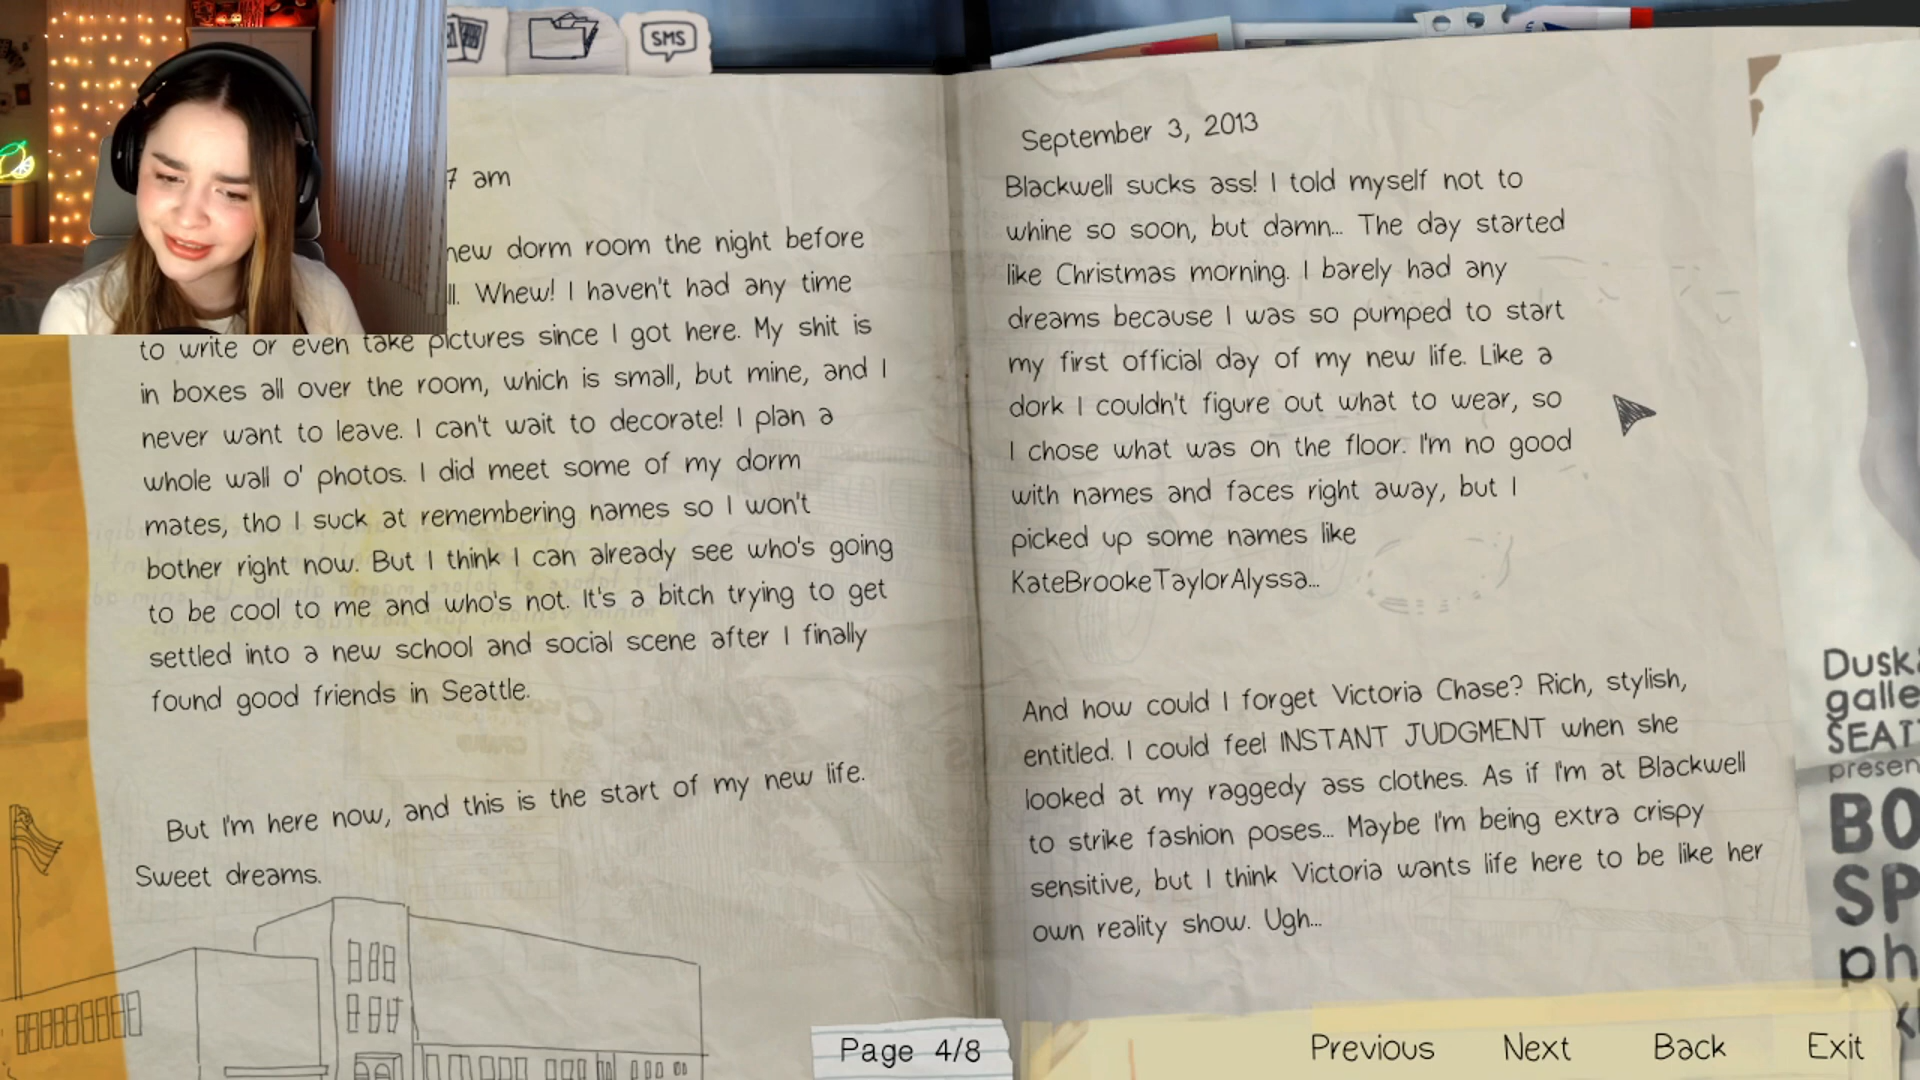 SMS
7 am
new dorm room the night before
Whew! I haven't had any time
to write or even take pictures since I got here. My shit is
in boxes all over the room, which is small, but mine, and I
never want to leave. I can't wait to decorate! I plan a
whole wall o' photos. I did meet some of my dorm
mates, tho I suck at remembering names so I won't
bother right now. But I think I can already see who's going
to be cool to me and who's not. It's a bitch trying to get
settled into a new school and social scene after I finally
found good friends in Seattle.
But I'm here now, and this is the start of my new life.
Sweet dreams.
September 3, 2013
Blackwell sucks ass! I told myself not to
whine so soon, but damn... The day started
like Christmas morning. I barely had any
dreams because I was so pumped to start
my first official day of my new life. Like a
dork I couldn't figure out what to wear, so
I chose what was on the floor. I'm no good
with names and faces right away, but I
picked up some names like
KateBrookeTaylorAlyssa...
And how could I forget Victoria Chase? Rich, stylish,
entitled. I could feel INSTANT JUDGMENT when she
looked at my raggedy ass clothes. As if I'm at Blackwell
to strike fashion poses... Maybe I'm being extra crispy
sensitive, but I think Victoria wants life here to be like her
own reality show. Ugh...
Dusk
galle
SEAT
presen
BO
SP
ph
Page 4/8
Previous Next Back Exit